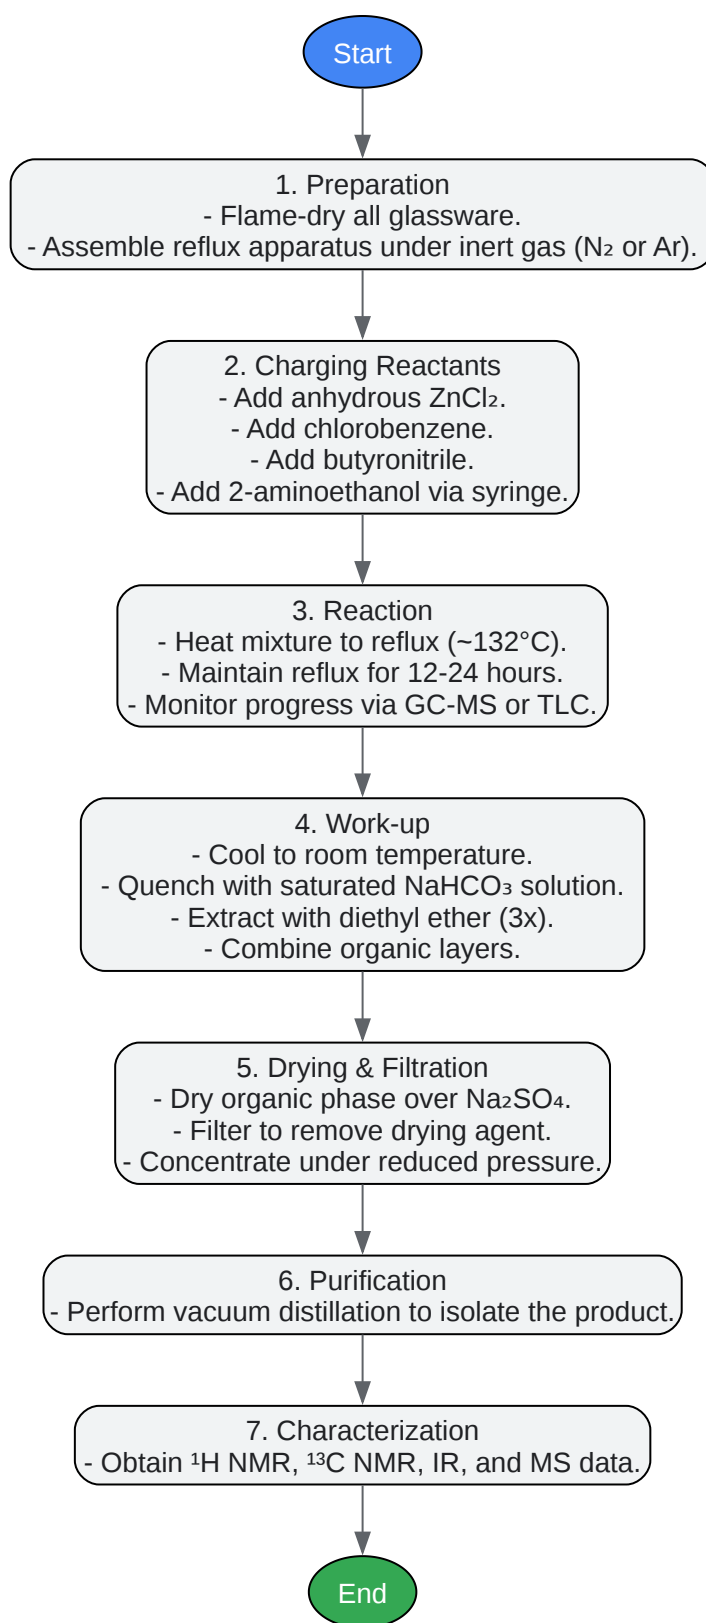 Start
1. Preparation
- Flame-dry all glassware.
- Assemble reflux apparatus under inert gas (N₂ or Ar).
2. Charging Reactants
- Add anhydrous ZnCl₂.
- Add chlorobenzene.
- Add butyronitrile.
- Add 2-aminoethanol via syringe.
3. Reaction
- Heat mixture to reflux (~132°C).
- Maintain reflux for 12-24 hours.
- Monitor progress via GC-MS or TLC.
4. Work-up
- Cool to room temperature.
- Quench with saturated NaHCO₃ solution.
- Extract with diethyl ether (3x).
- Combine organic layers.
5. Drying & Filtration
- Dry organic phase over Na₂SO₄.
- Filter to remove drying agent.
- Concentrate under reduced pressure.
6. Purification
- Perform vacuum distillation to isolate the product.
7. Characterization
- Obtain ¹H NMR, ¹³C NMR, IR, and MS data.
End